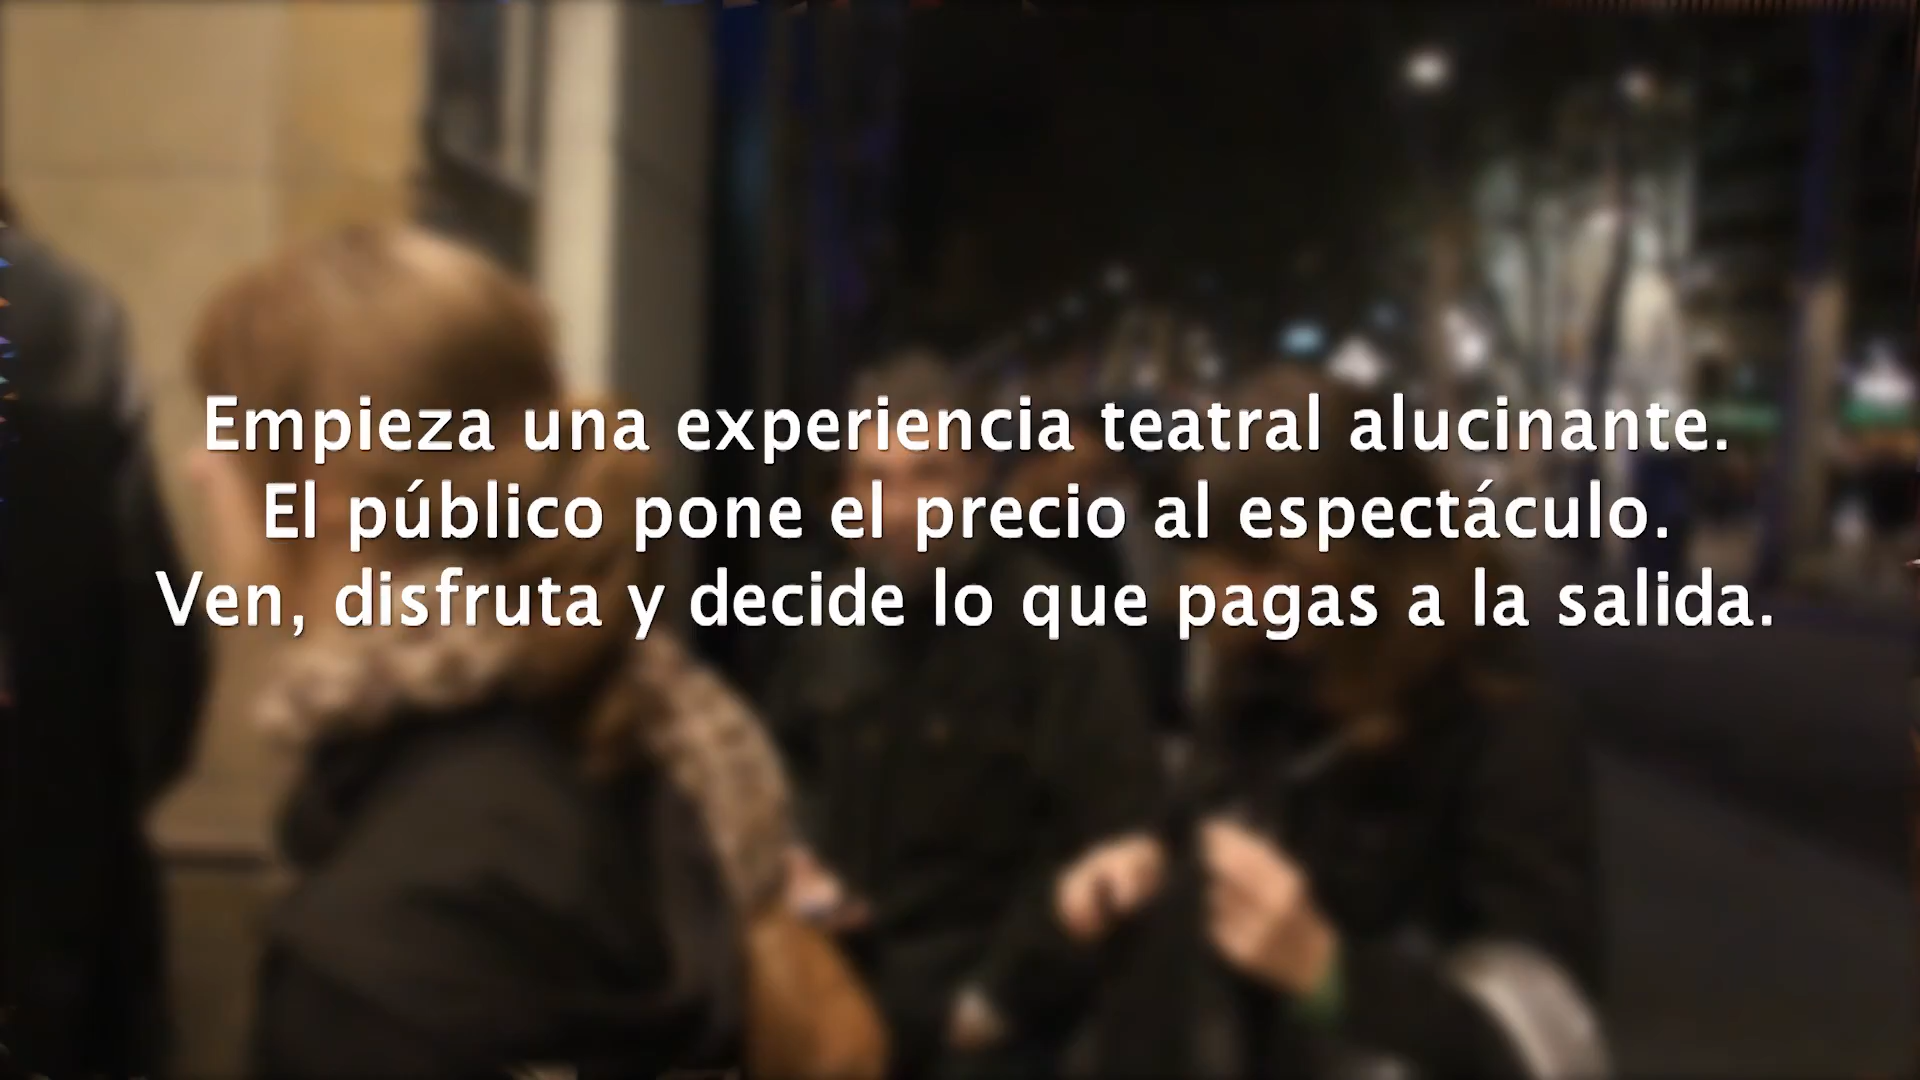 Empieza una experiencia teatral alucinante.
El público pone el precio al espectáculo.
Ven, disfruta y decide lo que pagas a la salida.